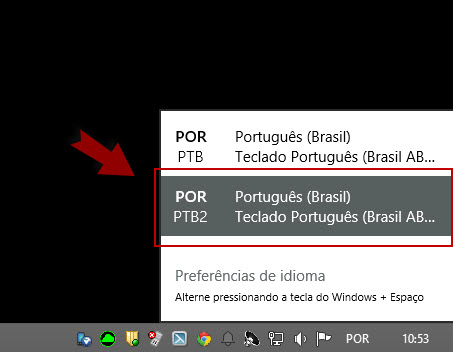 POR Português (Brasil)
PTB Teclado Português (Brasil AB...
POR Português (Brasil)
PTB2 Teclado Português (Brasil AB...
Preferências de idioma
Alterne pressionando a tecla do Windows + Espaço
POR 10:53